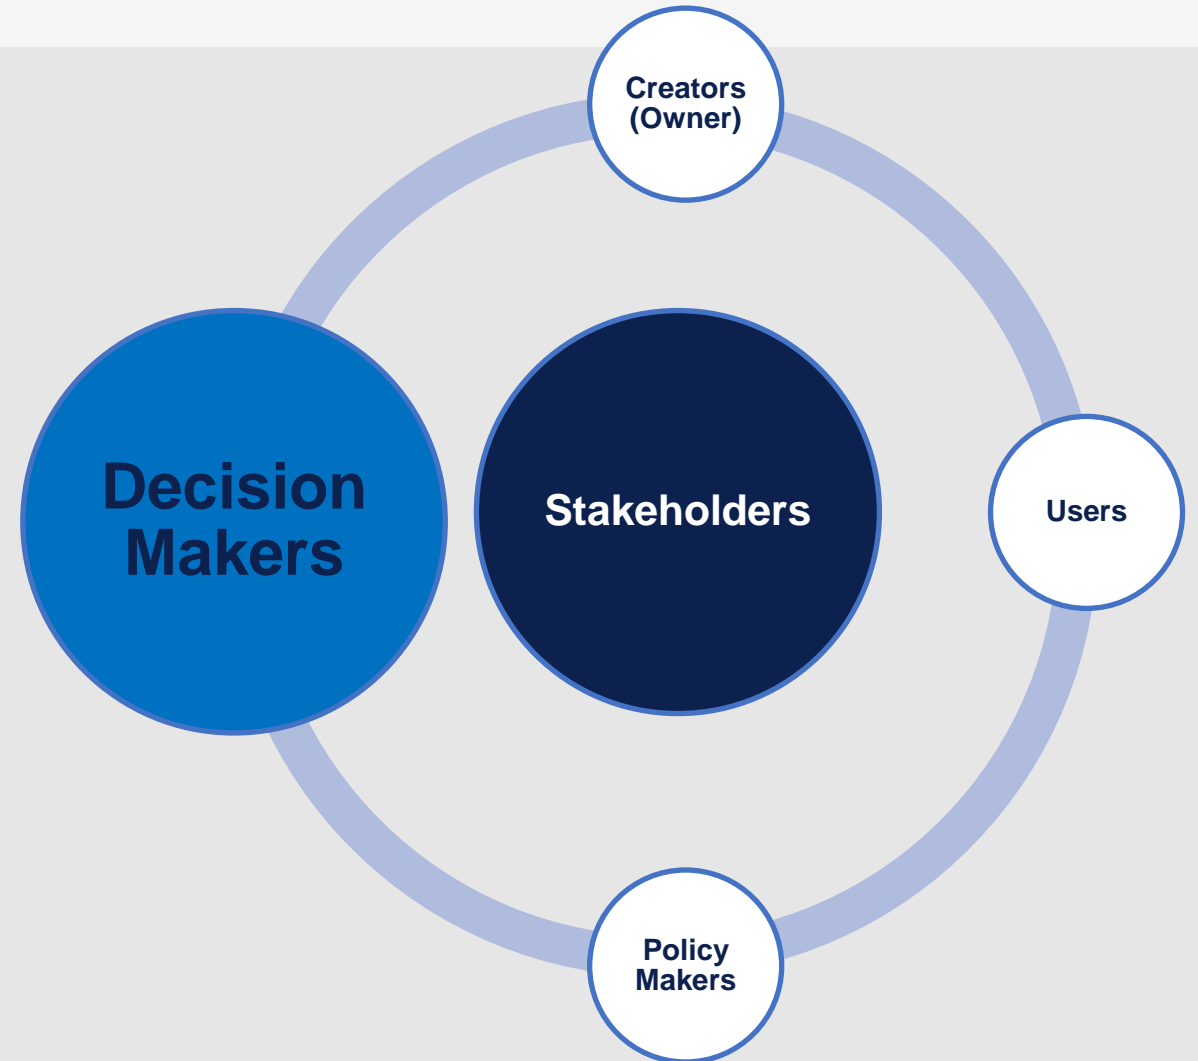 Creators
(Owner)
Decision
Makers
Stakeholders
Users
Policy
Makers